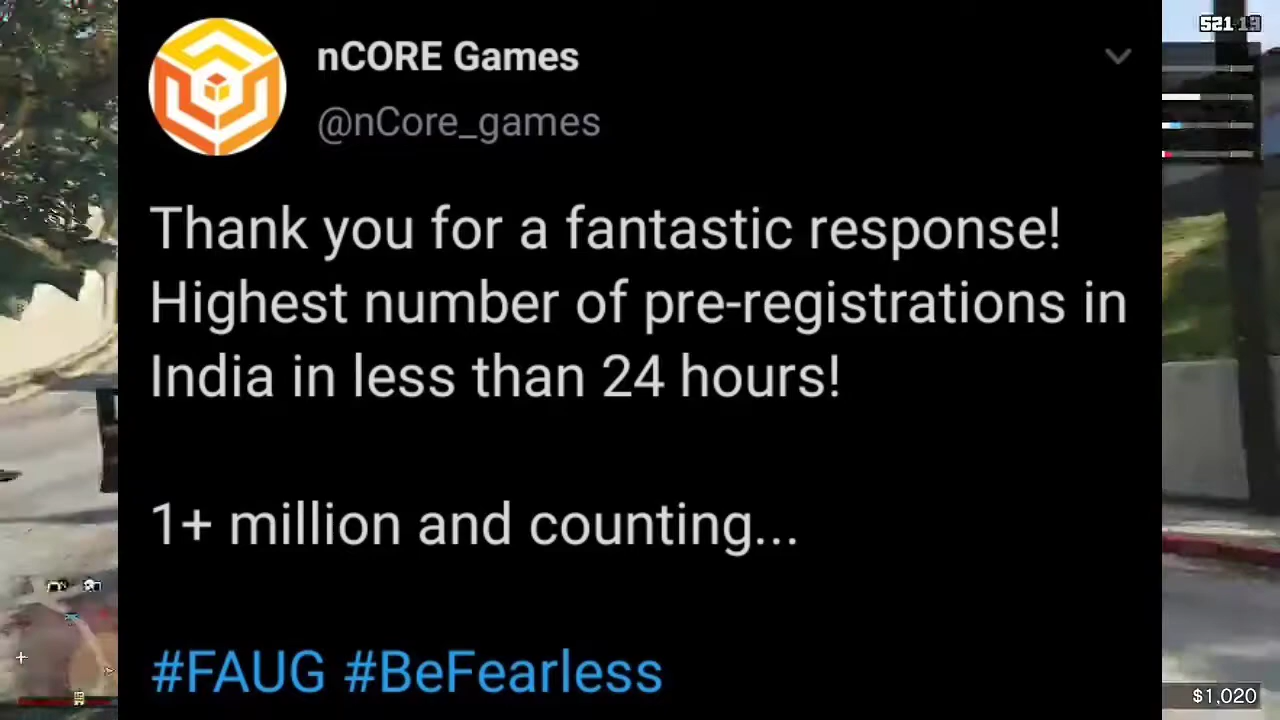 nCORE Games
@nCore_games
Thank you for a fantastic response!
Highest number of pre-registrations in
India in less than 24 hours!
1+ million and counting...
#FAUG #BeFearless
$1,020